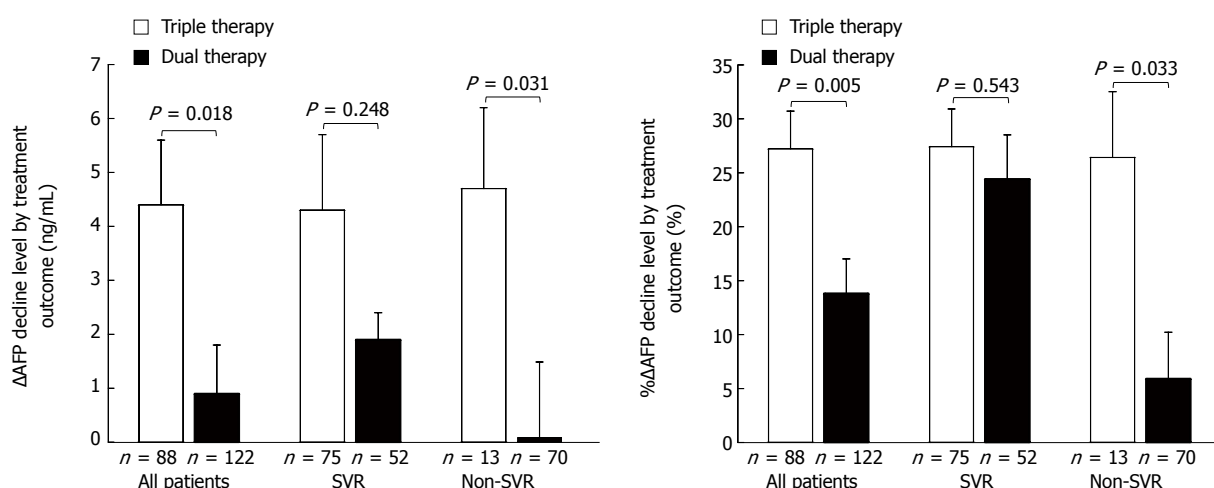 Triple therapy
Dual therapy
ΔAFP decline level by treatment
outcome (ng/mL)
7
6
5
4
3
2
1
0
P = 0.018
P = 0.248
P = 0.031
n = 88 n = 122
n = 75 n = 52
n = 13 n = 70
All patients
SVR
Non-SVR
Triple therapy
Dual therapy
%ΔAFP decline level by treatment
outcome (%)
35
30
25
20
15
10
5
0
P = 0.005
P = 0.543
P = 0.033
n = 88 n = 122
n = 75 n = 52
n = 13 n = 70
All patients
SVR
Non-SVR